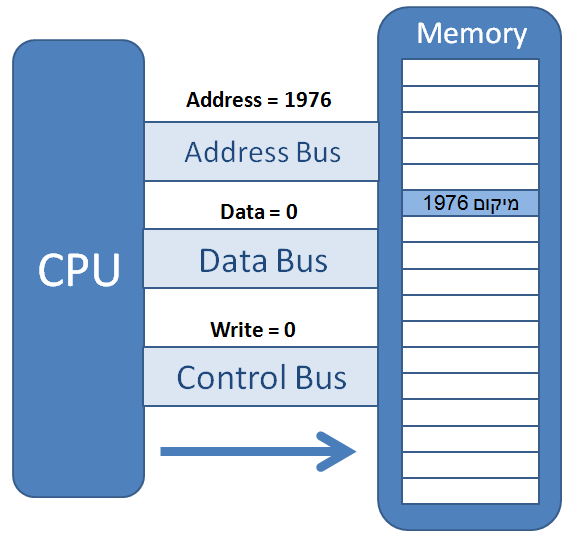 Memory
Address = 1976
Address Bus
מיקום 1976
Data = 0
Data Bus
CPU
Write = 0
Control Bus